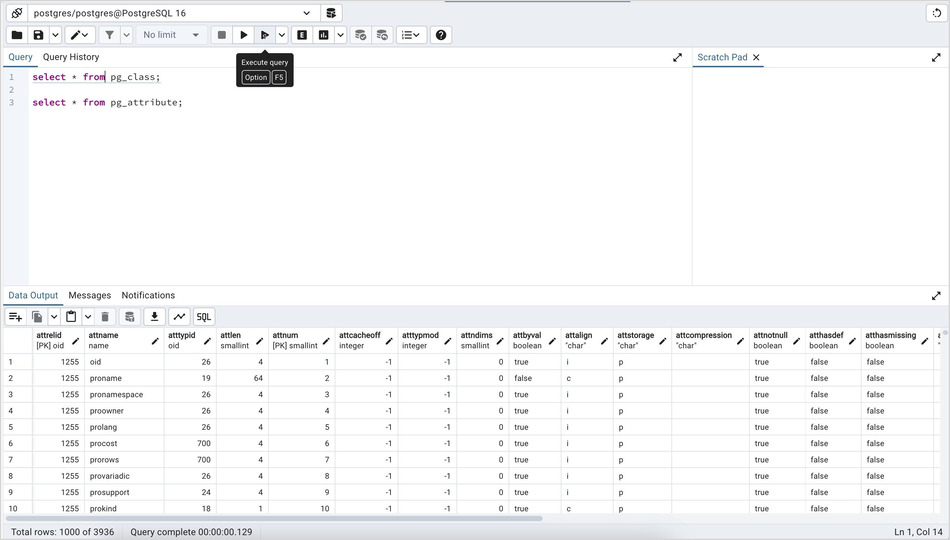 postgres/postgres@PostgreSQL 16
No limit
E
Execute query
Option F5
Query Query History
Scratch Pad
1 select * from pg_class;
2
3 select * from pg_attribute;
Data Output Messages Notifications
SQL
attrelid attname atttypid attlen attnum attcacheoff atttypmod attndims attbyval attalign attstorage attcompression attnotnull atthasdef atthasmissing
[PK] oid name oid smallint [PK] smallint integer integer smallint boolean "char" "char" "char" boolean boolean boolean
1 1255 oid 26 4 1 -1 -1 0 true i p true false false
2 1255 proname 19 64 2 -1 -1 0 false c p true false false
3 1255 pronamespace 26 4 3 -1 -1 0 true i p true false false
4 1255 proowner 26 4 4 -1 -1 0 true i p true false false
5 1255 prolang 26 4 5 -1 -1 0 true i p true false false
6 1255 procost 700 4 6 -1 -1 0 true i p true false false
7 1255 prorows 700 4 7 -1 -1 0 true i p true false false
8 1255 provariadic 26 4 8 -1 -1 0 true i p true false false
9 1255 prosupport 24 4 9 -1 -1 0 true i p true false false
10 1255 prokind 18 1 10 -1 -1 0 true c p true false false
Total rows: 1000 of 3936 Query complete 00:00:00.129 Ln 1, Col 14